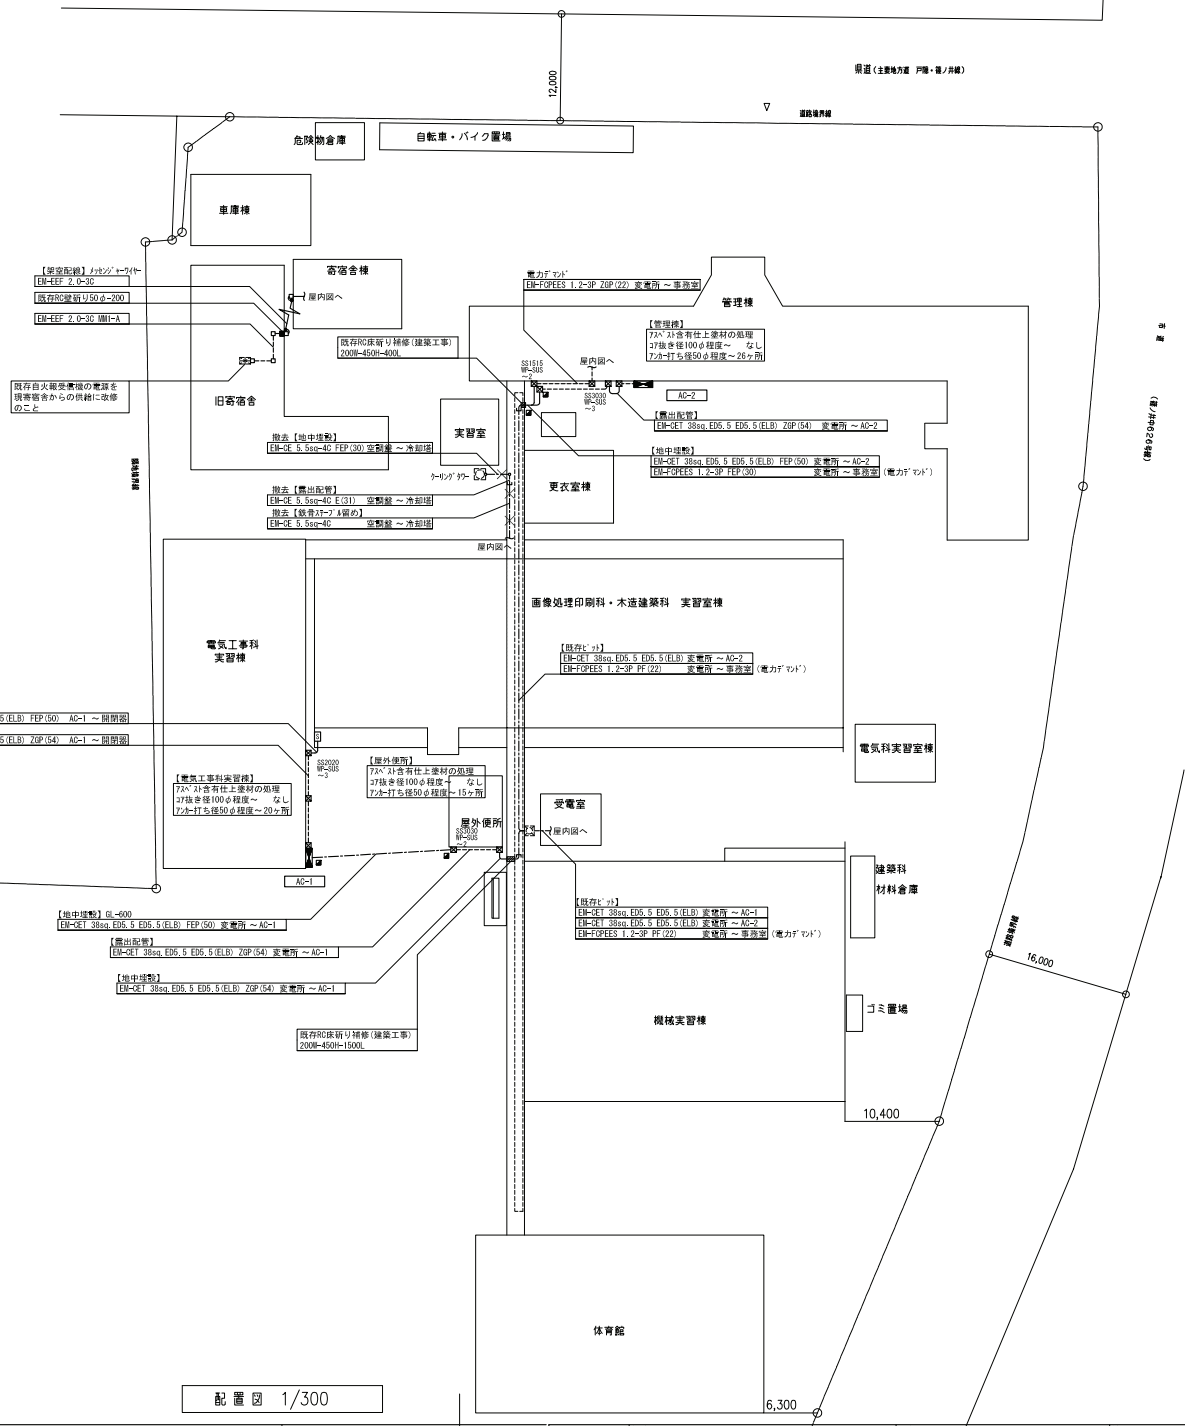 県道(主要地方道 戸隠・篠ノ井線)
12,000
道路境界線
危険物倉庫
自転車・バイク置場
車庫棟
【架空配線】ﾒｯｾﾝｼﾞｬｰﾜｲﾔｰ
EM-EEF 2.0-3C
既存RC壁斫り50φ-200
EM-EEF 2.0-3C MM1-A
寄宿舎棟
屋内図へ
既存自火報受信機の電源を
現寄宿舎からの供給に改修
のこと
旧寄宿舎
既存RC床斫り補修(建築工事)
200W-450H-400L
電力ﾃﾞﾏﾝﾄﾞ
EM-FCPEES 1.2-3P ZGP(22) 変電所 ～ 事務室
管理棟
【管理棟】
ｱｽﾍﾞｽﾄ含有仕上塗材の処理
ｺｱ抜き径100φ程度～ なし
ｱﾝｶｰ打ち径50φ程度～26ヶ所
SS1515
WP-SUS
～2
屋内図へ
SS3030
WP-SUS
～3
AC-2
【露出配管】
EM-CET 38sq.ED5.5 ED5.5(ELB) ZGP(54) 変電所 ～ AC-2
実習室
撤去【地中埋設】
EM-CE 5.5sq-4C FEP(30) 空調盤 ～ 冷却塔
ｸｰﾘﾝｸﾞﾀﾜｰ
【地中埋設】
EM-CET 38sq.ED5.5 ED5.5(ELB) FEP(50) 変電所 ～ AC-2
EM-FCPEES 1.2-3P FEP(30) 変電所 ～ 事務室 (電力ﾃﾞﾏﾝﾄﾞ)
更衣室棟
撤去【露出配管】
EM-CE 5.5sq-4C E(31) 空調盤 ～ 冷却塔
撤去【鉄骨ｽﾃｰﾌﾟﾙ留め】
EM-CE 5.5sq-4C 空調盤 ～ 冷却塔
屋内図へ
隣地境界線
市道
(篠ノ井中626号線)
画像処理印刷科・木造建築科 実習室棟
電気工事科
実習棟
【既存ﾋﾟｯﾄ】
EM-CET 38sq.ED5.5 ED5.5(ELB) 変電所 ～ AC-2
EM-FCPEES 1.2-3P PF(22) 変電所 ～ 事務室 (電力ﾃﾞﾏﾝﾄﾞ)
5(ELB) FEP(50) AC-1 ～ 開閉器
5(ELB) ZGP(54) AC-1 ～ 開閉器
S
SS2020
WP-SUS
～3
電気科実習室棟
【電気工事科実習棟】
ｱｽﾍﾞｽﾄ含有仕上塗材の処理
ｺｱ抜き径100φ程度～ なし
ｱﾝｶｰ打ち径50φ程度～20ヶ所
【屋外便所】
ｱｽﾍﾞｽﾄ含有仕上塗材の処理
ｺｱ抜き径100φ程度～ なし
ｱﾝｶｰ打ち径50φ程度～15ヶ所
屋外便所
SS3030
WP-SUS
～2
受電室
屋内図へ
AC-1
建築科
材料倉庫
【既存ﾋﾟｯﾄ】
EM-CET 38sq.ED5.5 ED5.5(ELB) 変電所 ～ AC-1
EM-CET 38sq.ED5.5 ED5.5(ELB) 変電所 ～ AC-2
EM-FCPEES 1.2-3P PF(22) 変電所 ～ 事務室 (電力ﾃﾞﾏﾝﾄﾞ)
【地中埋設】GL-600
EM-CET 38sq.ED5.5 ED5.5(ELB) FEP(50) 変電所 ～ AC-1
【露出配管】
EM-CET 38sq.ED5.5 ED5.5(ELB) ZGP(54) 変電所 ～ AC-1
【地中埋設】
EM-CET 38sq.ED5.5 ED5.5(ELB) ZGP(54) 変電所 ～ AC-1
道路境界線
16,000
ゴミ置場
機械実習棟
既存RC床斫り補修(建築工事)
200W-450H-1500L
10,400
体育館
配置図 1/300
6,300